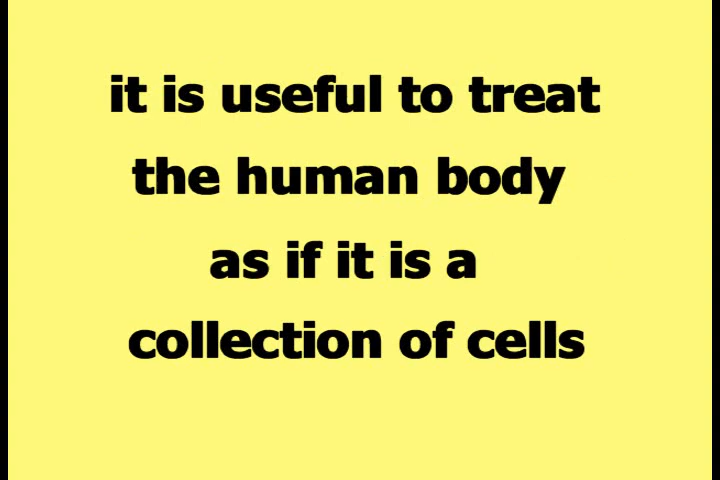 it is useful to treat
the human body
as if it is a
collection of cells